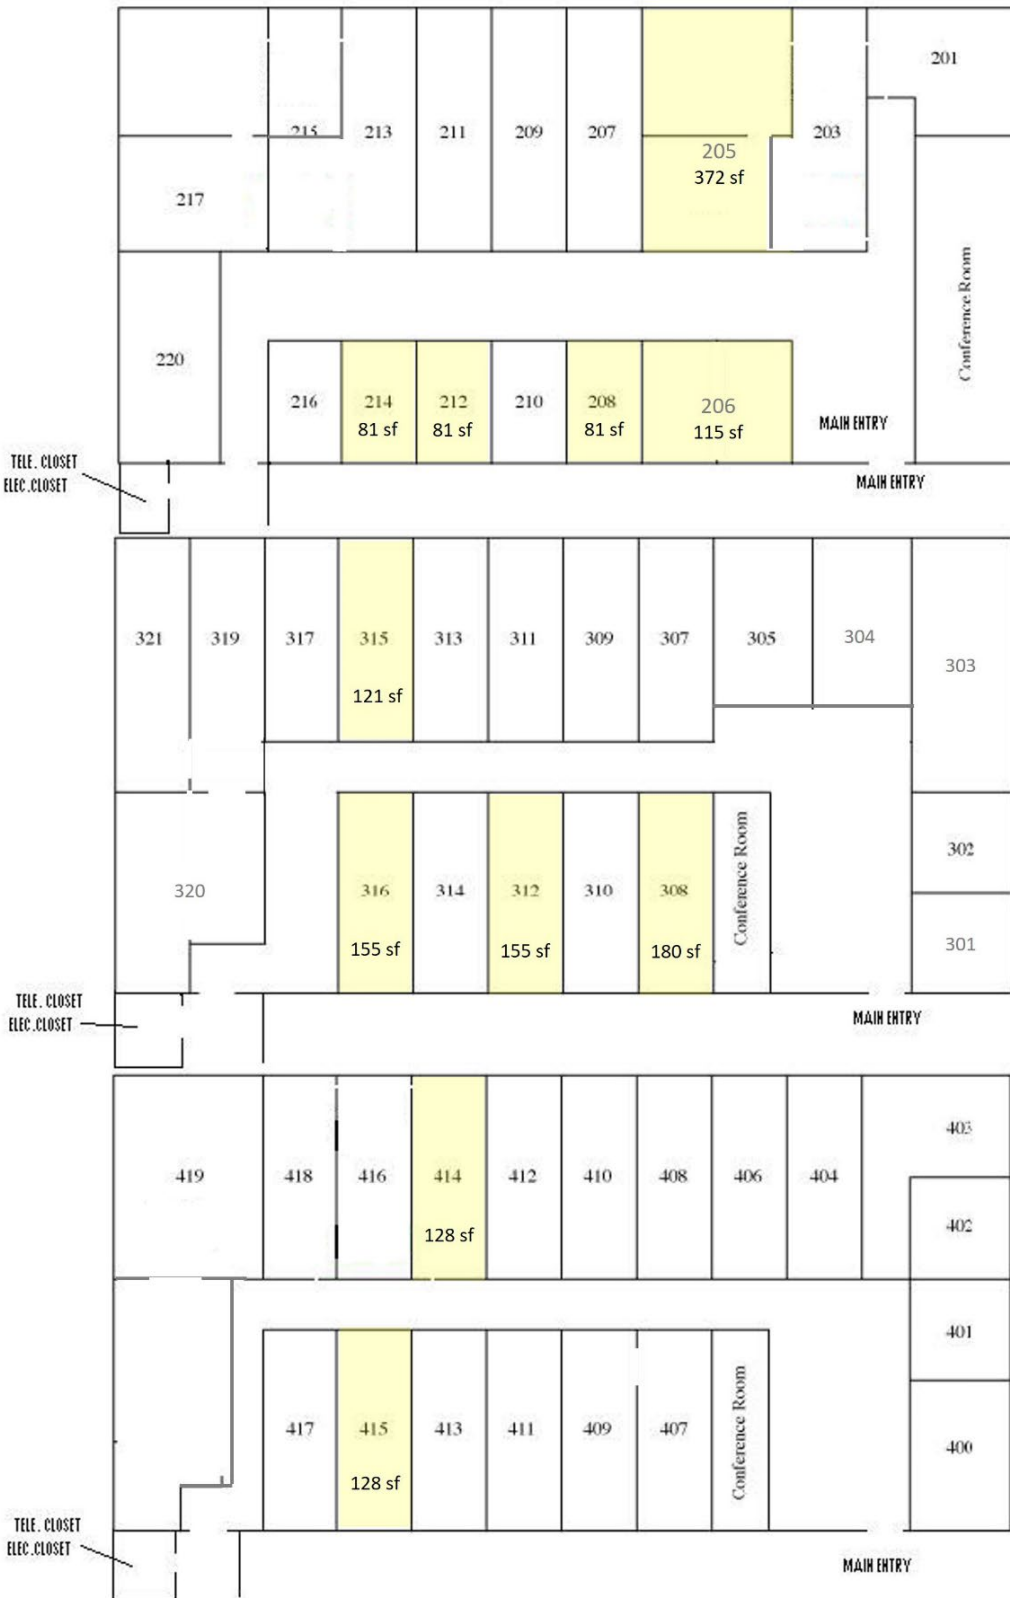 201
215
213
211
209
207
205
372 sf
203
217
Conference Room
220
216
214
81 sf
212
81 sf
210
208
81 sf
206
115 sf
MAIN ENTRY
MAIN ENTRY
TELE. CLOSET
ELEC.CLOSET
321
319
317
315
121 sf
313
311
309
307
305
304
303
320
316
155 sf
314
312
155 sf
310
308
180 sf
Conference Room
302
301
TELE. CLOSET
ELEC.CLOSET
MAIN ENTRY
419
418
416
414
128 sf
412
410
408
406
404
403
402
401
417
415
128 sf
413
411
409
407
Conference Room
400
TELE. CLOSET
ELEC.CLOSET
MAIN ENTRY